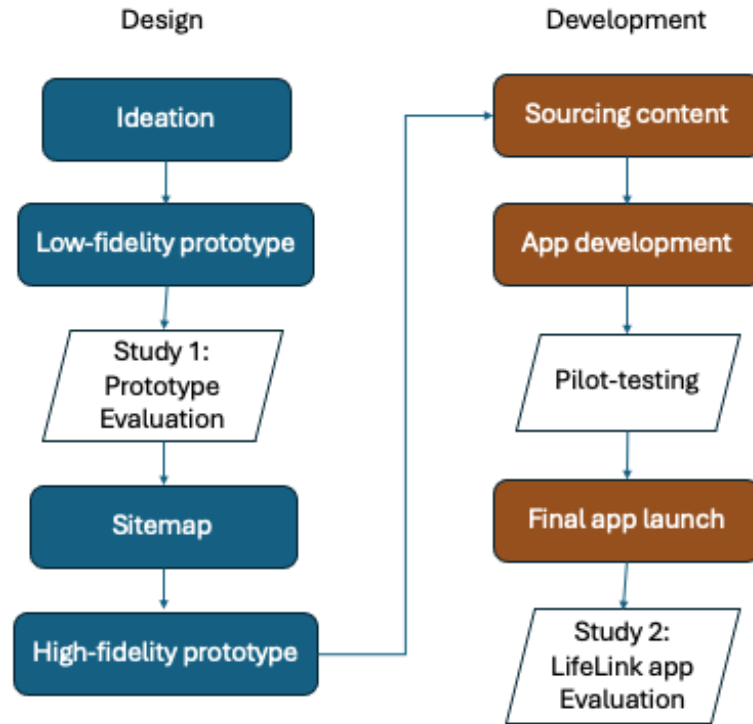 Design
Ideation
Low-fidelity prototype
Study 1:
Prototype
Evaluation
Sitemap
High-fidelity prototype
Development
Sourcing content
App development
Pilot-testing
Final app launch
Study 2:
LifeLink app
Evaluation